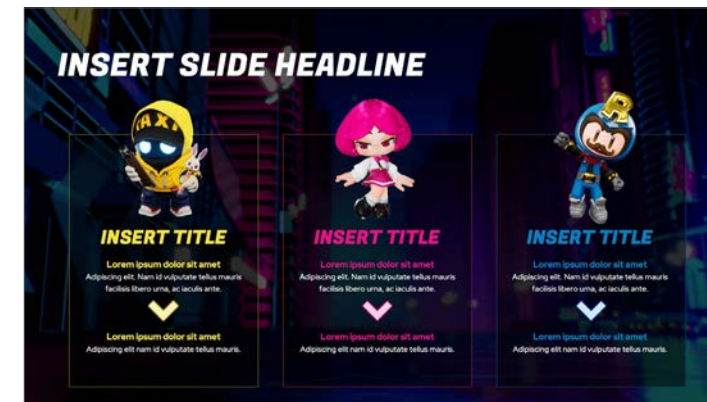 INSERT SLIDE HEADLINE
TAXI
R
INSERT TITLE
Lorem ipsum dolor sit amet
Adipiscing elit. Nam id vulputate tellus mauris
facilisis libero urna, ac iaculis ante.
Lorem ipsum dolor sit amet
Adipiscing elit nam id vulputate tellus mauris.
INSERT TITLE
Lorem ipsum dolor sit amet
Adipiscing elit. Nam id vulputate tellus mauris
facilisis libero urna, ac iaculis ante.
Lorem ipsum dolor sit amet
Adipiscing elit nam id vulputate tellus mauris.
INSERT TITLE
Lorem ipsum dolor sit amet
Adipiscing elit. Nam id vulputate tellus mauris
facilisis libero urna, ac iaculis ante.
Lorem ipsum dolor sit amet
Adipiscing elit nam id vulputate tellus mauris.